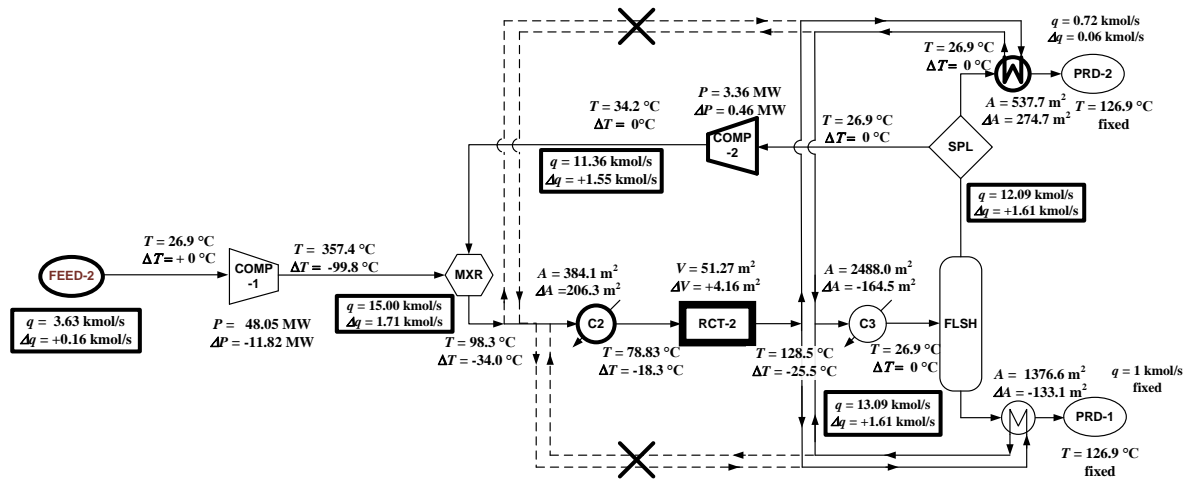 q = 0.72 kmol/s
Δq = 0.06 kmol/s
T = 26.9 °C
ΔT = 0 °C
PRD-2
A = 537.7 m²
ΔA = 274.7 m²
T = 126.9 °C
fixed
P = 3.36 MW
ΔP = 0.46 MW
T = 34.2 °C
ΔT = 0°C
COMP
-2
T = 26.9 °C
ΔT = 0 °C
SPL
q = 11.36 kmol/s
Δq = +1.55 kmol/s
q = 12.09 kmol/s
Δq = +1.61 kmol/s
T = 26.9 °C
ΔT = + 0 °C
T = 357.4 °C
ΔT = -99.8 °C
FEED-2
COMP
-1
MXR
A = 384.1 m²
ΔA = 206.3 m²
V = 51.27 m²
ΔV = +4.16 m²
A = 2488.0 m²
ΔA = -164.5 m²
q = 3.63 kmol/s
Δq = +0.16 kmol/s
P = 48.05 MW
ΔP = -11.82 MW
q = 15.00 kmol/s
Δq = 1.71 kmol/s
C2
RCT-2
C3
FLSH
T = 98.3 °C
ΔT = -34.0 °C
T = 78.83 °C
ΔT = -18.3 °C
T = 128.5 °C
ΔT = -25.5 °C
T = 26.9 °C
ΔT = 0 °C
A = 1376.6 m²
ΔA = -133.1 m²
q = 1 kmol/s
fixed
q = 13.09 kmol/s
Δq = +1.61 kmol/s
PRD-1
T = 126.9 °C
fixed